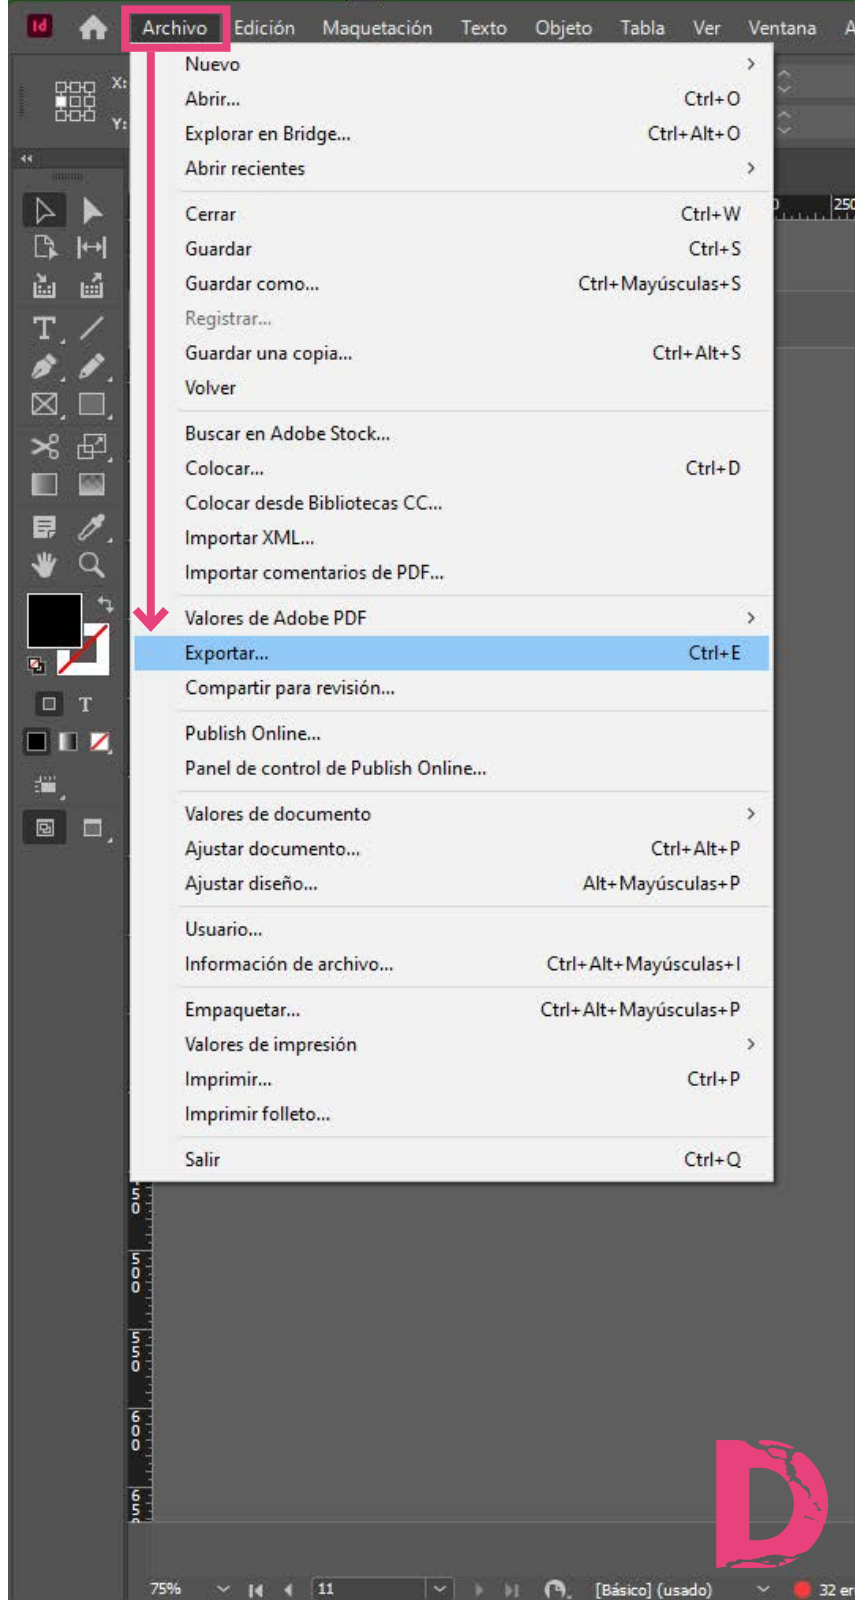 Id
Archivo Edición Maquetación Texto Objeto Tabla Ver Ventana
X:
Y:
Nuevo
Abrir... Ctrl+O
Explorar en Bridge... Ctrl+Alt+O
Abrir recientes
Cerrar Ctrl+W
Guardar Ctrl+S
Guardar como... Ctrl+Mayúsculas+S
Registrar...
Guardar una copia... Ctrl+Alt+S
Volver
Buscar en Adobe Stock...
Colocar... Ctrl+D
Colocar desde Bibliotecas CC...
Importar XML...
Importar comentarios de PDF...
Valores de Adobe PDF
Exportar... Ctrl+E
Compartir para revisión...
Publish Online...
Panel de control de Publish Online...
Valores de documento
Ajustar documento... Ctrl+Alt+P
Ajustar diseño... Alt+Mayúsculas+P
Usuario...
Información de archivo... Ctrl+Alt+Mayúsculas+I
Empaquetar... Ctrl+Alt+Mayúsculas+P
Valores de impresión
Imprimir... Ctrl+P
Imprimir folleto...
Salir Ctrl+Q
250
500
550
600
D
75% 11 [Básico] (usado) 32